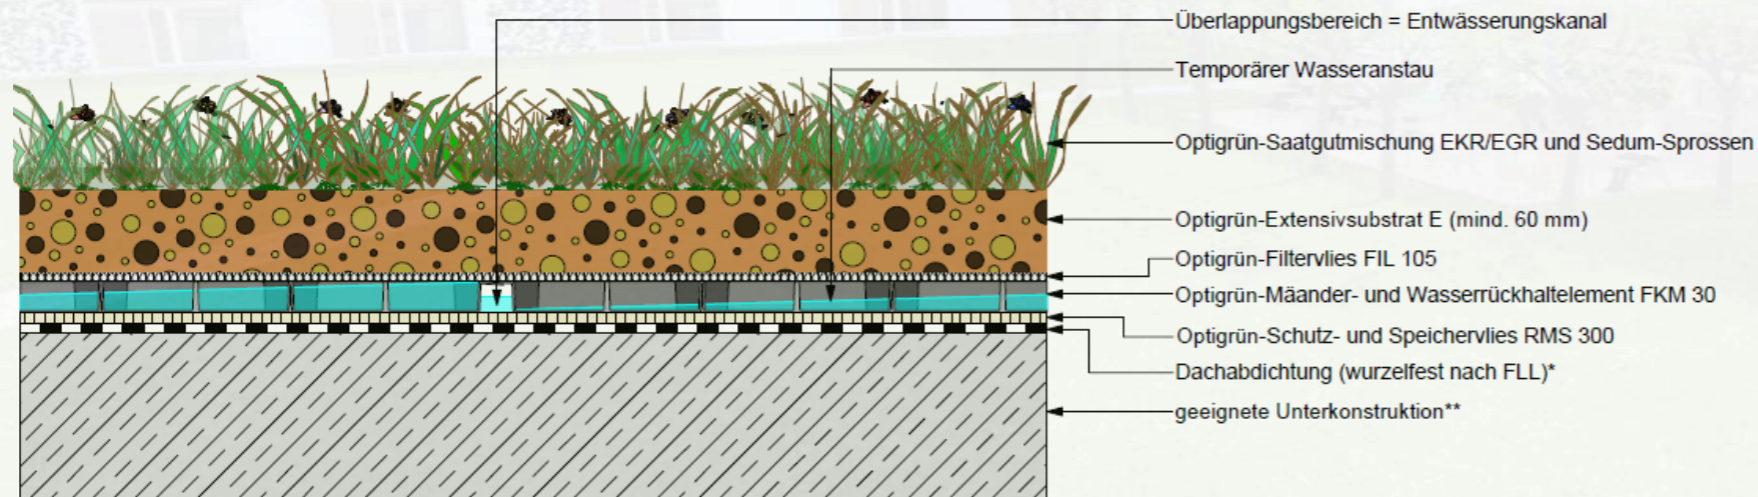 Überlappungsbereich = Entwässerungskanal
Temporärer Wasseranstau
Optigrün-Saatgutmischung EKR/EGR und Sedum-Sprossen
Optigrün-Extensivsubstrat E (mind. 60 mm)
Optigrün-Filtervlies FIL 105
Optigrün-Mäander- und Wasserrückhaltelement FKM 30
Optigrün-Schutz- und Speichervlies RMS 300
Dachabdichtung (wurzelfest nach FLL)*
geeignete Unterkonstruktion**